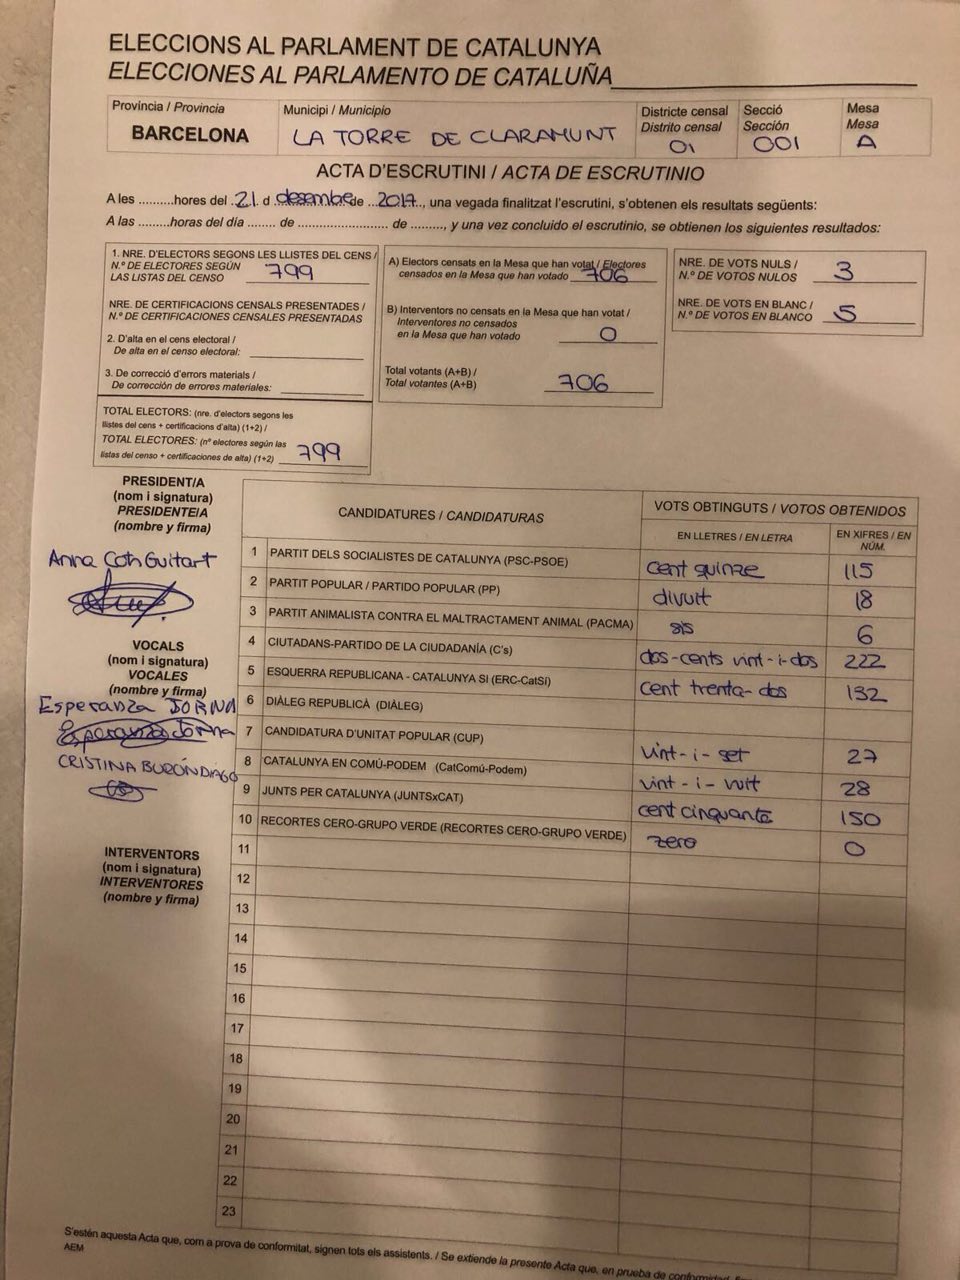 ELECCIONS AL PARLAMENT DE CATALUNYA
ELECCIONES AL PARLAMENTO DE CATALUÑA
Província / Provincia
BARCELONA
Municipi / Municipio
LA TORRE DE CLARAMUNT
Districte censal
Distrito censal
01
Secció
Sección
001
Mesa
Mesa
A
ACTA D'ESCRUTINI / ACTA DE ESCRUTINIO
A les ..........hores del .21. d desembre de ..2017.., una vegada finalitzat l'escrutini, s'obtenen els resultats següents:
A las .........horas del día ........ de ......................... de ........., y una vez concluido el escrutinio, se obtienen los siguientes resultados:
1. NRE. D'ELECTORS SEGONS LES LLISTES DEL CENS /
N.º DE ELECTORES SEGÚN
LAS LISTAS DEL CENSO 799
NRE. DE CERTIFICACIONS CENSALS PRESENTADES /
N.º DE CERTIFICACIONES CENSALES PRESENTADAS
2. D'alta en el cens electoral /
De alta en el censo electoral:
3. De correcció d'errors materials /
De corrección de errores materiales:
TOTAL ELECTORS: (nre. d'electors segons les
llistes del cens + certificacions d'alta) (1+2) /
TOTAL ELECTORES: (nº electores según las
listas del censo + certificaciones de alta) (1+2) 799
A) Electors censats en la Mesa que han votat / Electores
censados en la Mesa que han votado 706
B) Interventors no censats en la Mesa que han votat /
Interventores no censados
en la Mesa que han votado 0
Total votants (A+B) /
Total votantes (A+B) 706
NRE. DE VOTS NULS /
N.º DE VOTOS NULOS 3
NRE. DE VOTS EN BLANC /
N.º DE VOTOS EN BLANCO 5
PRESIDENT/A
(nom i signatura)
PRESIDENTE/A
(nombre y firma)
Anna Coth Guitart
VOCALS
(nom i signatura)
VOCALES
(nombre y firma)
Esperanza JORNA
Esperanza Jorna
CRISTINA BURÓN DIAGO
INTERVENTORS
(nom i signatura)
INTERVENTORES
(nombre y firma)
CANDIDATURES / CANDIDATURAS
VOTS OBTINGUTS / VOTOS OBTENIDOS
EN LLETRES / EN LETRA
EN XIFRES / EN NÚM.
1 PARTIT DELS SOCIALISTES DE CATALUNYA (PSC-PSOE) cent quinze 115
2 PARTIT POPULAR / PARTIDO POPULAR (PP) divuit 18
3 PARTIT ANIMALISTA CONTRA EL MALTRACTAMENT ANIMAL (PACMA) sis 6
4 CIUTADANS-PARTIDO DE LA CIUDADANÍA (C's) dos-cents vint-i-dos 222
5 ESQUERRA REPUBLICANA - CATALUNYA SI (ERC-CatSí) cent trenta-dos 132
6 DIÀLEG REPUBLICÀ (DIÀLEG)
7 CANDIDATURA D'UNITAT POPULAR (CUP) vint-i-set 27
8 CATALUNYA EN COMÚ-PODEM (CatComú-Podem) vint-i-vuit 28
9 JUNTS PER CATALUNYA (JUNTSxCAT) cent cinquanta 150
10 RECORTES CERO-GRUPO VERDE (RECORTES CERO-GRUPO VERDE) zero 0
11
12
13
14
15
16
17
18
19
20
21
22
23
S'estén aquesta Acta que, com a prova de conformitat, signen tots els assistents. / Se extiende la presente Acta que, en prueba de conformidad,
AEM